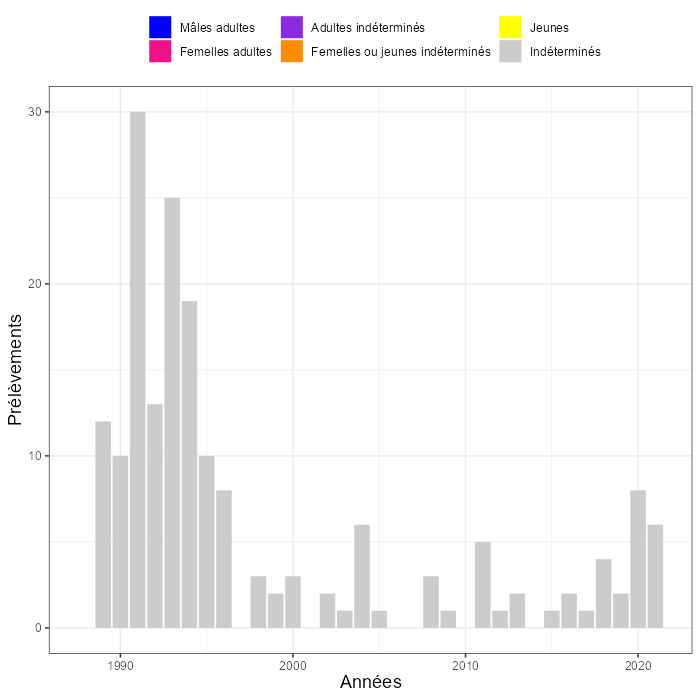 Mâles adultes Adultes indéterminés Jeunes
Femelles adultes Femelles ou jeunes indéterminés Indéterminés
30
20
10
0
Prélèvements
1990 2000 2010 2020
Années